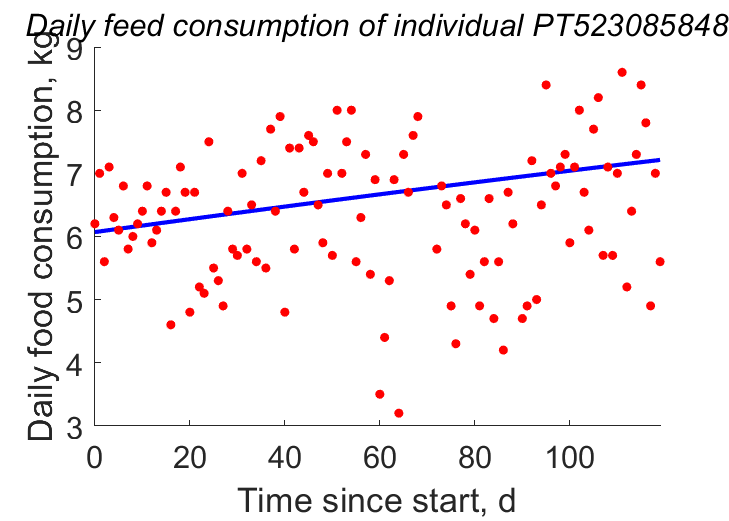 Daily feed consumption of individual PT523085848
Daily food consumption, kg
9
8
7
6
5
4
3
0 20 40 60 80 100
Time since start, d